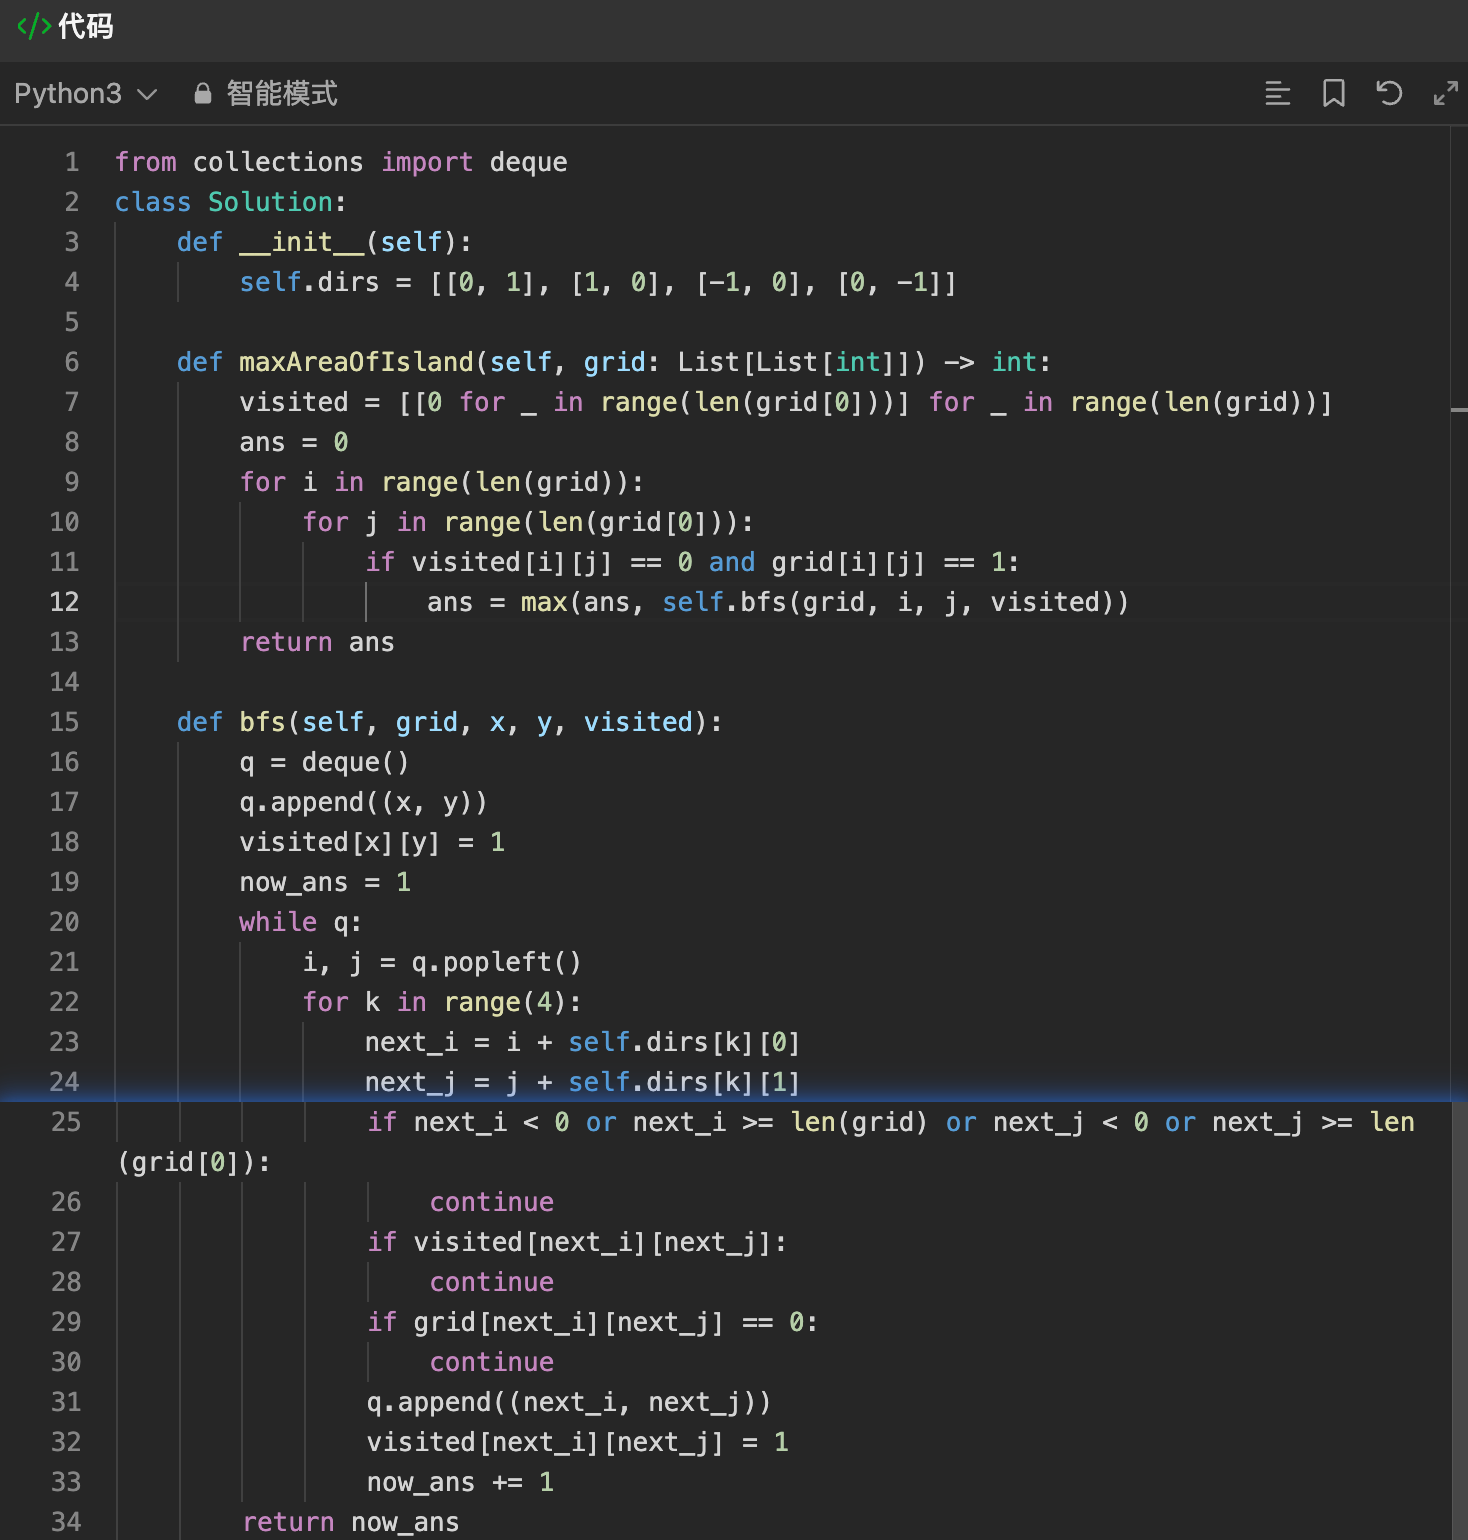 </> 代码
Python3 智能模式
1 from collections import deque
2 class Solution:
3     def __init__(self):
4         self.dirs = [[0, 1], [1, 0], [-1, 0], [0, -1]]
5
6     def maxAreaOfIsland(self, grid: List[List[int]]) -> int:
7         visited = [[0 for _ in range(len(grid[0]))] for _ in range(len(grid))]
8         ans = 0
9         for i in range(len(grid)):
10             for j in range(len(grid[0])):
11                 if visited[i][j] == 0 and grid[i][j] == 1:
12                     ans = max(ans, self.bfs(grid, i, j, visited))
13         return ans
14
15     def bfs(self, grid, x, y, visited):
16         q = deque()
17         q.append((x, y))
18         visited[x][y] = 1
19         now_ans = 1
20         while q:
21             i, j = q.popleft()
22             for k in range(4):
23                 next_i = i + self.dirs[k][0]
24                 next_j = j + self.dirs[k][1]
25                 if next_i < 0 or next_i >= len(grid) or next_j < 0 or next_j >= len
(grid[0]):
26                     continue
27                 if visited[next_i][next_j]:
28                     continue
29                 if grid[next_i][next_j] == 0:
30                     continue
31                 q.append((next_i, next_j))
32                 visited[next_i][next_j] = 1
33                 now_ans += 1
34         return now_ans